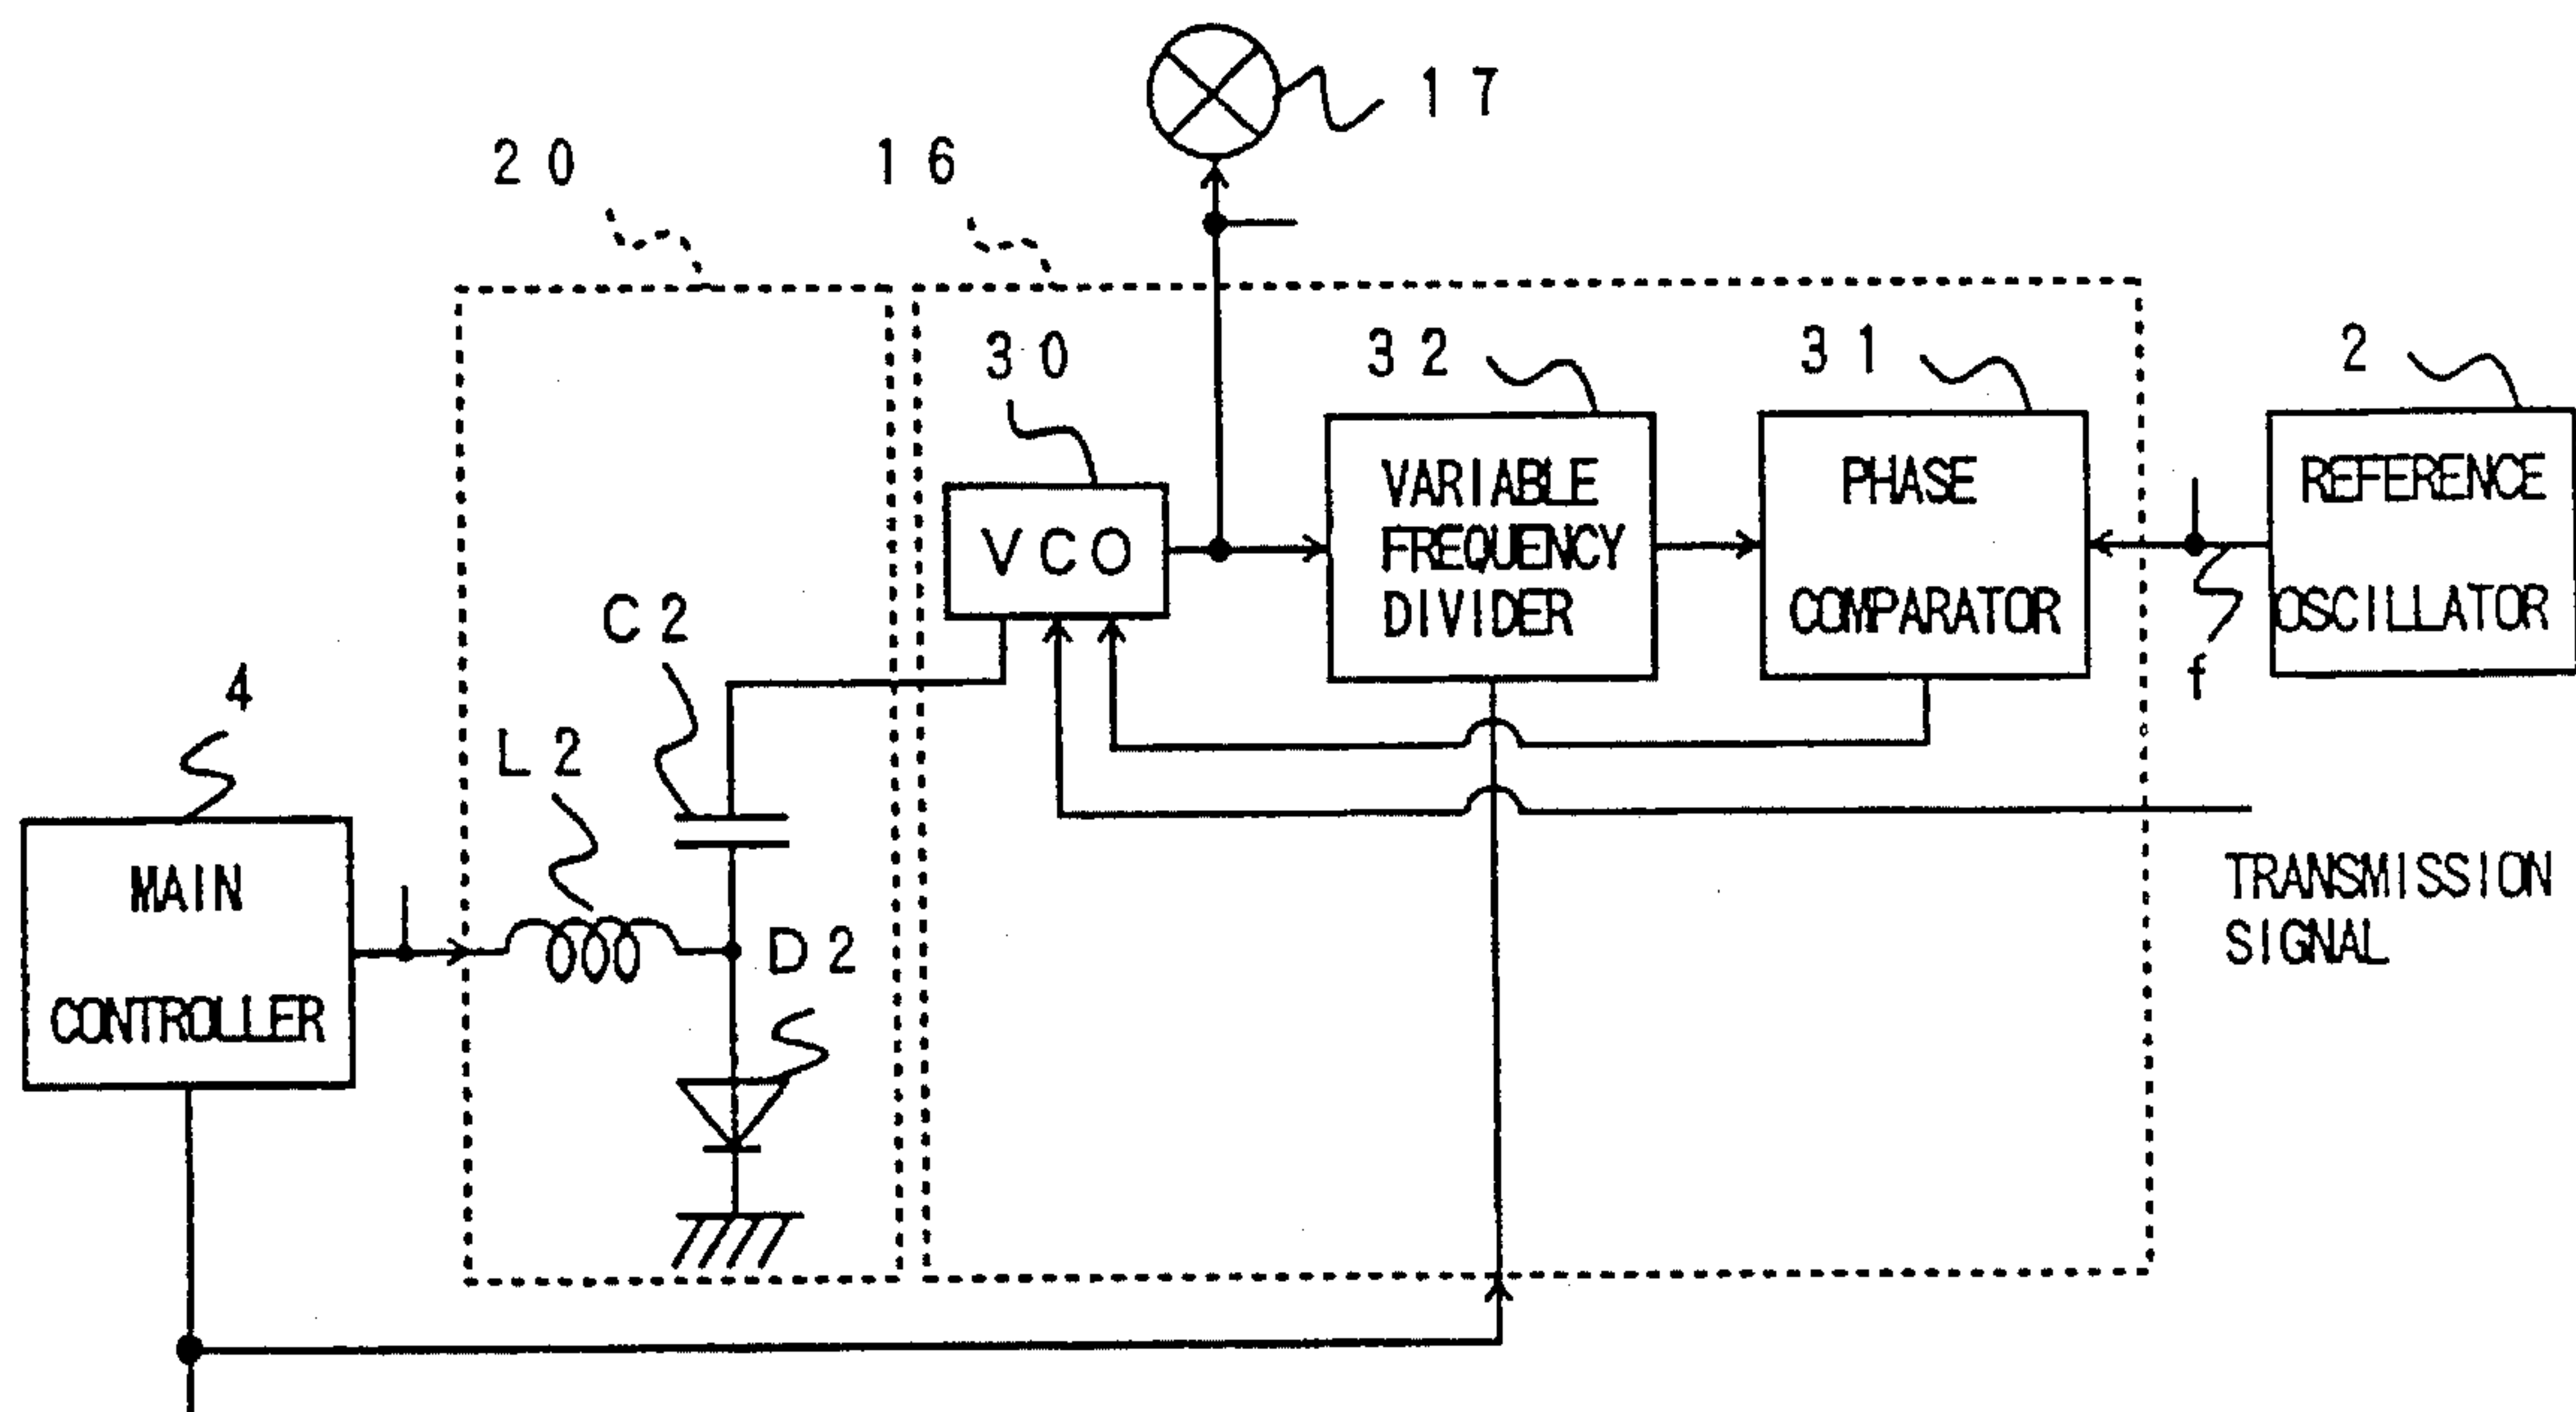 17
20
16
30
32
31
2
VCO
VARIABLE
FREQUENCY
DIVIDER
PHASE
COMPARATOR
REFERENCE
OSCILLATOR
f
C2
4
L2
MAIN
CONTROLLER
D2
TRANSMISSION
SIGNAL